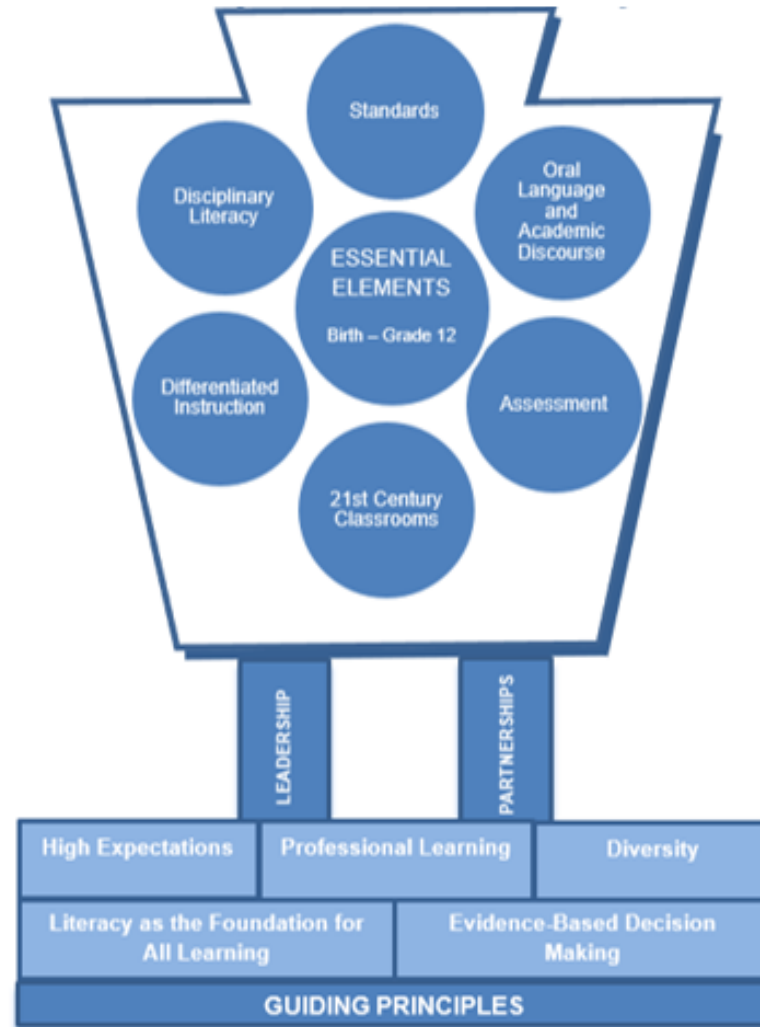 Standards
Disciplinary
Literacy
Oral
Language
and
Academic
Discourse
ESSENTIAL
ELEMENTS
Birth – Grade 12
Differentiated
Instruction
Assessment
21st Century
Classrooms
LEADERSHIP
PARTNERSHIPS
High Expectations
Professional Learning
Diversity
Literacy as the Foundation for
All Learning
Evidence-Based Decision
Making
GUIDING PRINCIPLES